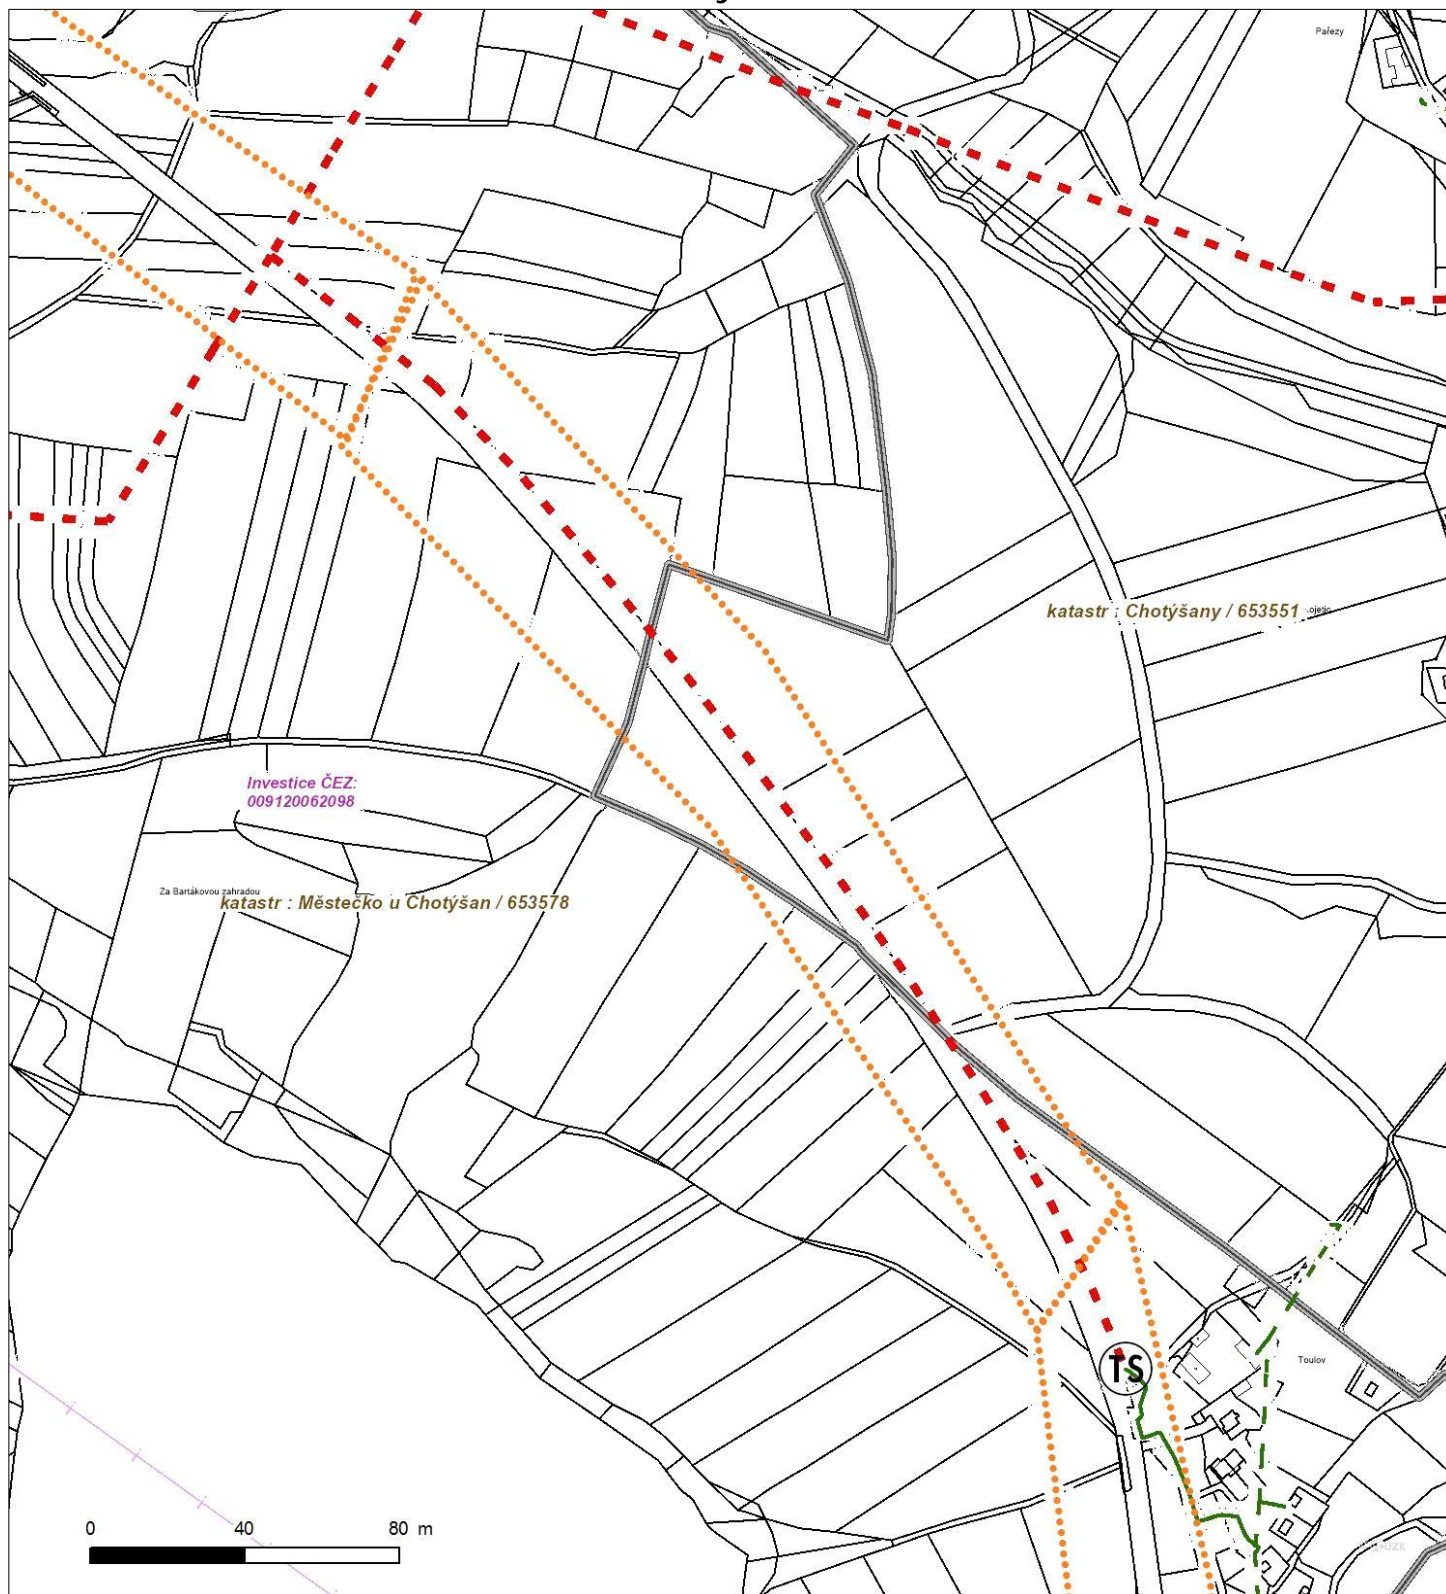 Pařezy
katastr : Chotýšany / 653551
Investice ČEZ:
009120062098
Za Bartákovou zahradou
katastr : Městečko u Chotýšan / 653578
Toulov
TS
0 40 80 m